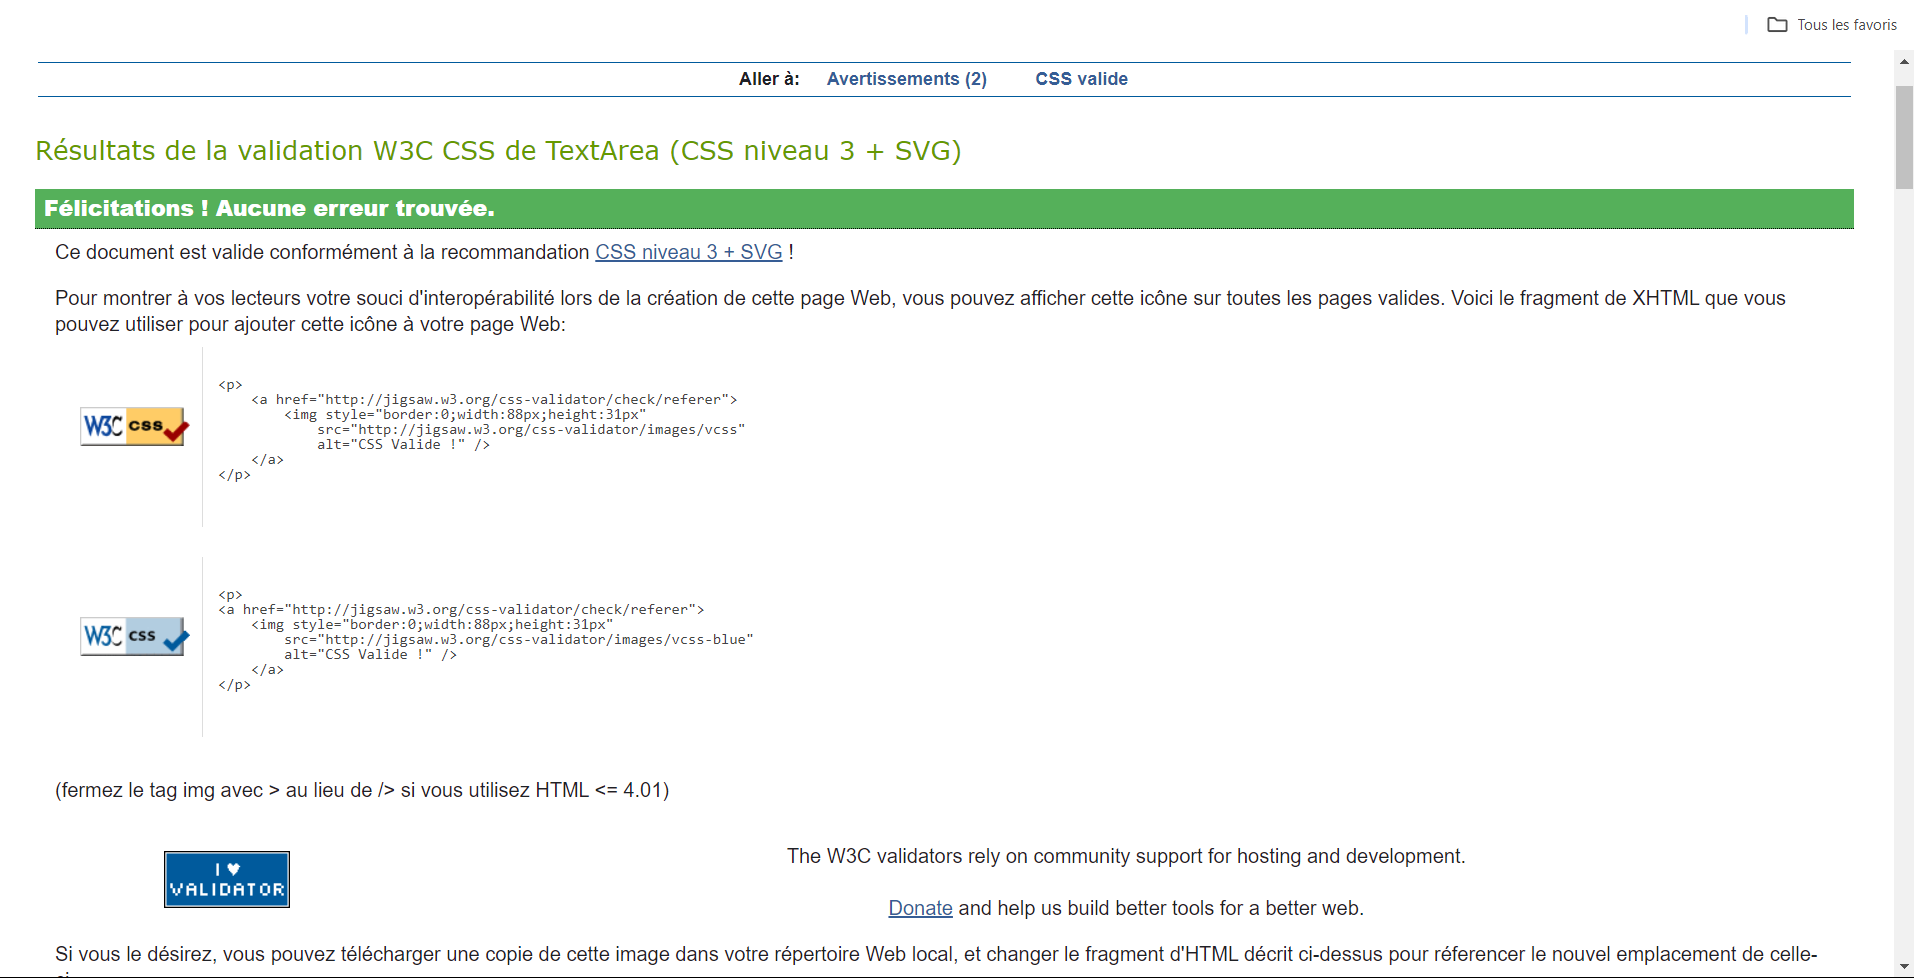 Tous les favoris
Aller à: Avertissements (2) CSS valide
Résultats de la validation W3C CSS de TextArea (CSS niveau 3 + SVG)
Félicitations ! Aucune erreur trouvée.
Ce document est valide conformément à la recommandation CSS niveau 3 + SVG !
Pour montrer à vos lecteurs votre souci d'interopérabilité lors de la création de cette page Web, vous pouvez afficher cette icône sur toutes les pages valides. Voici le fragment de XHTML que vous
pouvez utiliser pour ajouter cette icône à votre page Web:
W3C css
<p>
<a href="http://jigsaw.w3.org/css-validator/check/referer">
<img style="border:0;width:88px;height:31px"
src="http://jigsaw.w3.org/css-validator/images/vcss"
alt="CSS Valide !" />
</a>
</p>
W3C css
<p>
<a href="http://jigsaw.w3.org/css-validator/check/referer">
<img style="border:0;width:88px;height:31px"
src="http://jigsaw.w3.org/css-validator/images/vcss-blue"
alt="CSS Valide !" />
</a>
</p>
(fermez le tag img avec > au lieu de /> si vous utilisez HTML <= 4.01)
I ♥
VALIDATOR
The W3C validators rely on community support for hosting and development.
Donate and help us build better tools for a better web.
Si vous le désirez, vous pouvez télécharger une copie de cette image dans votre répertoire Web local, et changer le fragment d'HTML décrit ci-dessus pour réferencer le nouvel emplacement de celle-